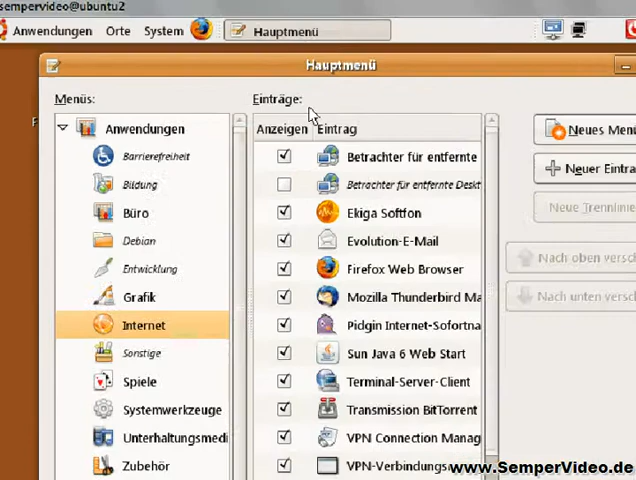 sempervideo@ubuntu2
Anwendungen Orte System Hauptmenü
Hauptmenü
Menüs: Einträge:
Anwendungen
Barrierefreiheit
Bildung
Büro
Debian
Entwicklung
Grafik
Internet
Sonstige
Spiele
Systemwerkzeuge
Unterhaltungsmedi
Zubehör
Anzeigen Eintrag
Betrachter für entfernte
Betrachter für entfernte Deskt
Ekiga Softfon
Evolution-E-Mail
Firefox Web Browser
Mozilla Thunderbird Ma
Pidgin Internet-Sofortna
Sun Java 6 Web Start
Terminal-Server-Client
Transmission BitTorrent
VPN Connection Manag
VPN-Verbindungs
Neues Menü
Neuer Eintra
Neue Trennlinie
Nach oben versch
Nach unten versch
www.SemperVideo.de